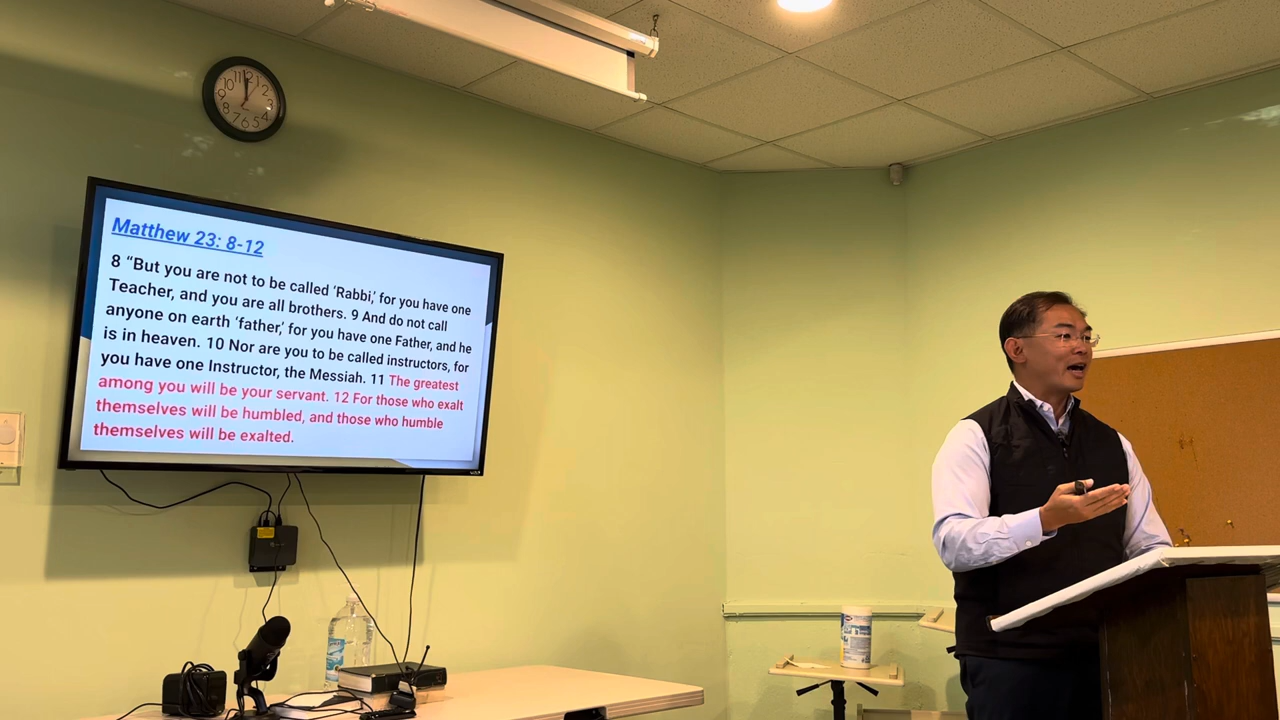 Matthew 23: 8-12
8 “But you are not to be called ‘Rabbi,’ for you have one
Teacher, and you are all brothers. 9 And do not call
anyone on earth ‘father,’ for you have one Father, and he
is in heaven. 10 Nor are you to be called instructors, for
you have one Instructor, the Messiah. 11 The greatest
among you will be your servant. 12 For those who exalt
themselves will be humbled, and those who humble
themselves will be exalted.